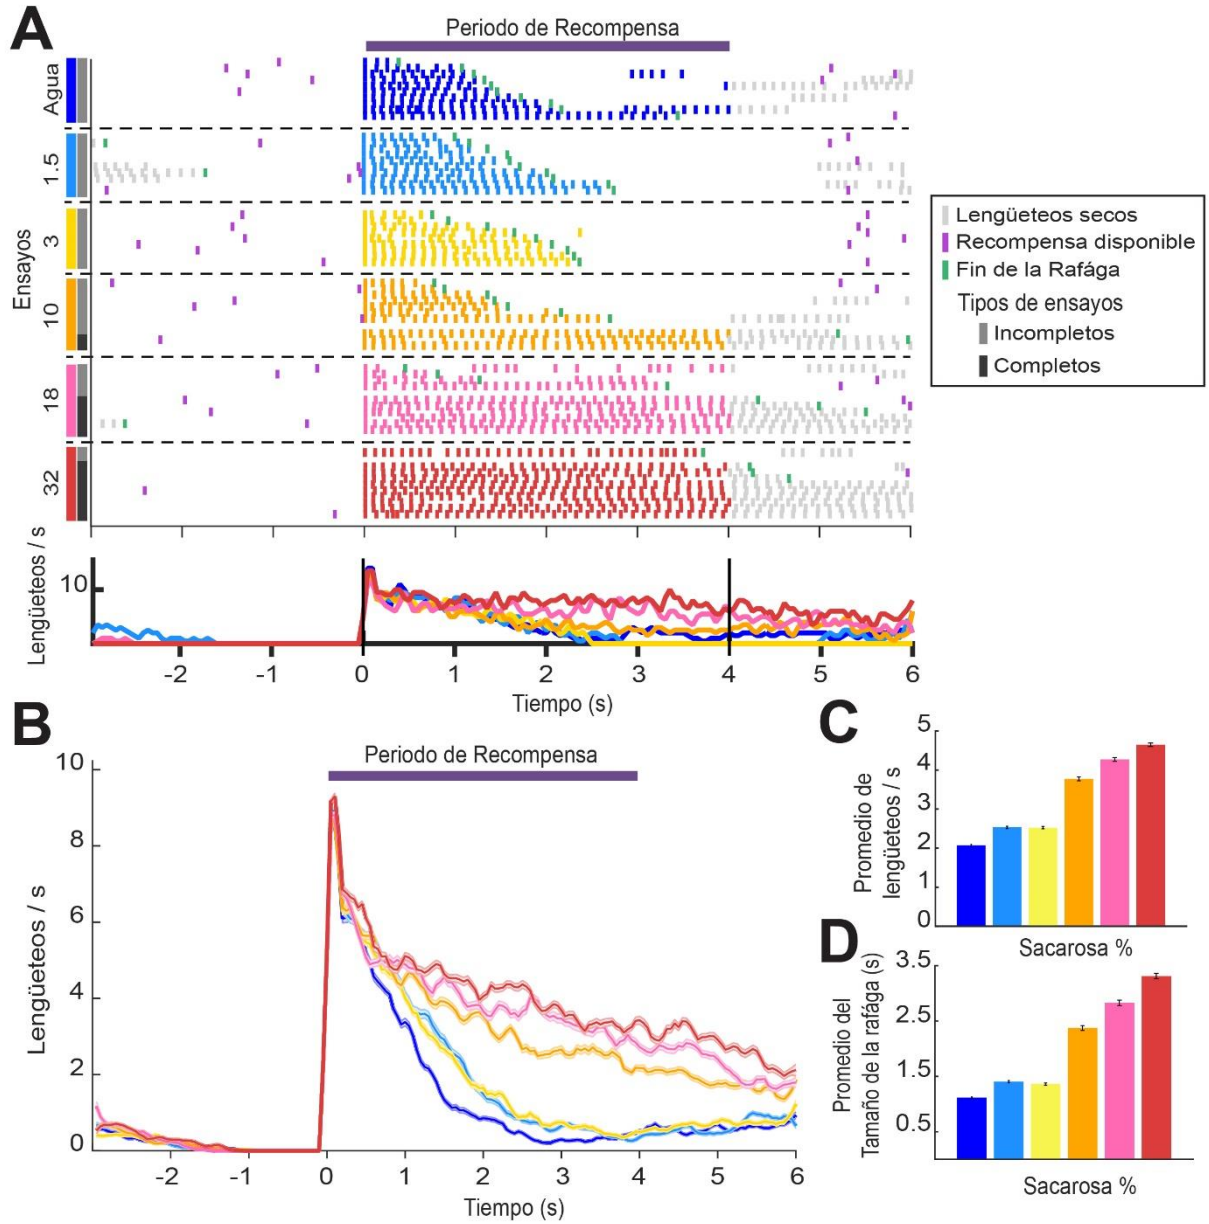 A
Periodo de Recompensa
Ensayos
Agua
1.5
3
10
18
32
Lengüeteos secos
Recompensa disponible
Fin de la Rafága
Tipos de ensayos
Incompletos
Completos
Lengüeteos / s
10
-2 -1 0 1 2 3 4 5 6
Tiempo (s)
B
Periodo de Recompensa
Lengüeteos / s
10
8
6
4
2
0
-2 -1 0 1 2 3 4 5 6
Tiempo (s)
C
Promedio de
lengüeteos / s
5
4
3
2
1
0
Sacarosa %
D
Promedio del
Tamaño de la rafága (s)
3.5
2.5
1.5
0.5
Sacarosa %